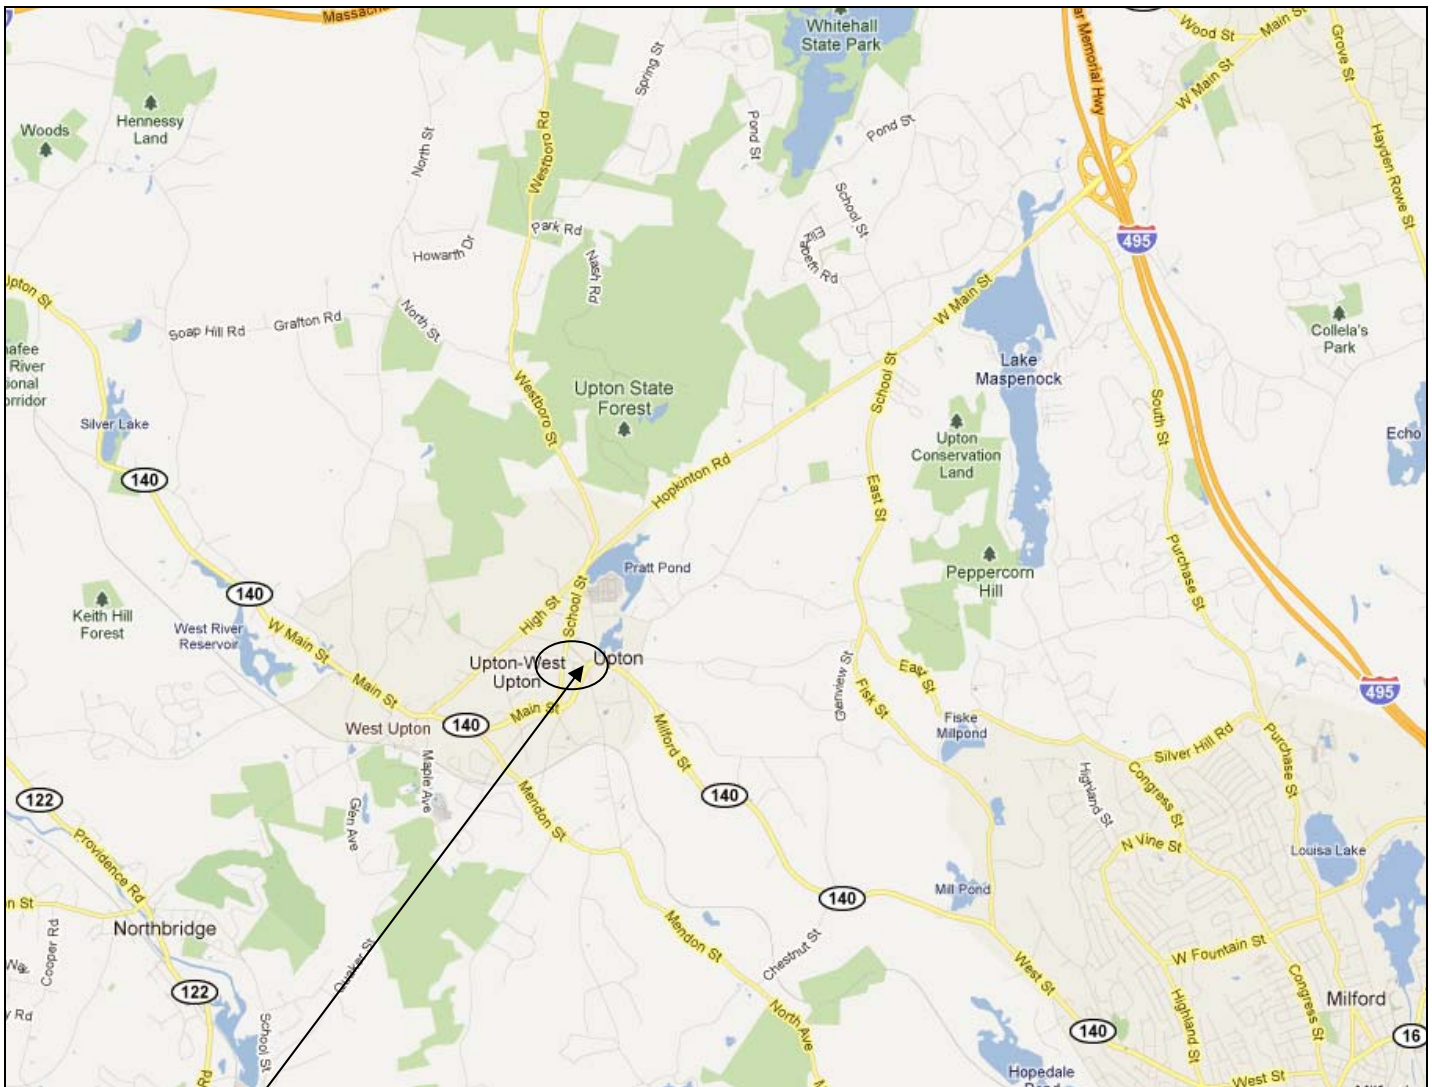 Massach
Whitehall
State Park
ar Memorial Hwy
Wood St
Main St
Grove St
Spring St
W Main St
Hennessy
Land
Woods
North St
Westboro Rd
Pond St
Pond St
Hayden Rowe St
School St
Park Rd
Howarth Dr
Nash Rd
Elizabeth Rd
495
Upton St
W Main St
Soap Hill Rd
Grafton Rd
North St
Collela's
Park
afee
River
ional
orridor
Lake
Maspenock
School St
Westboro St
Upton State
Forest
South St
Silver Lake
Echo
Upton
Conservation
Land
140
Hopkinton Rd
East St
Pratt Pond
Peppercorn
Hill
Purchase St
140
Keith Hill
Forest
High St
School St
West River
Reservoir
W Main St
Upton-West
Upton
Upton
Glenview St
East St
Fisk St
Main St
Main St
495
West Upton
140
Fiske
Millpond
Milford St
Silver Hill Rd
Purchase St
Maple Ave
Highland St
Congress St
122
Glen Ave
Mendon St
140
Providence Rd
N Vine St
Louisa Lake
n St
Mill Pond
140
Northbridge
Mendon St
Cooper Rd
Quaker St
Chestnut St
W Fountain St
West St
Congress St
122
Milford
North Ave
Highland St
y Rd
School St
140
16
Rd
Hopedale
Pond
West St